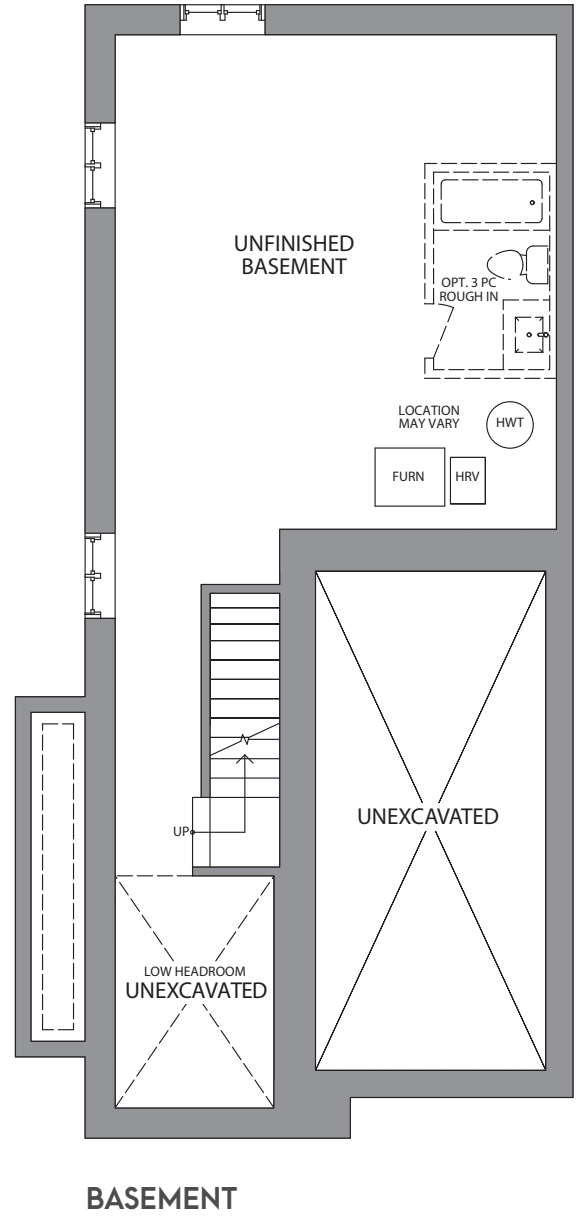 UNFINISHED
BASEMENT
OPT. 3 PC
ROUGH IN
LOCATION
MAY VARY
HWT
FURN
HRV
UNEXCAVATED
UP
LOW HEADROOM
UNEXCAVATED
BASEMENT